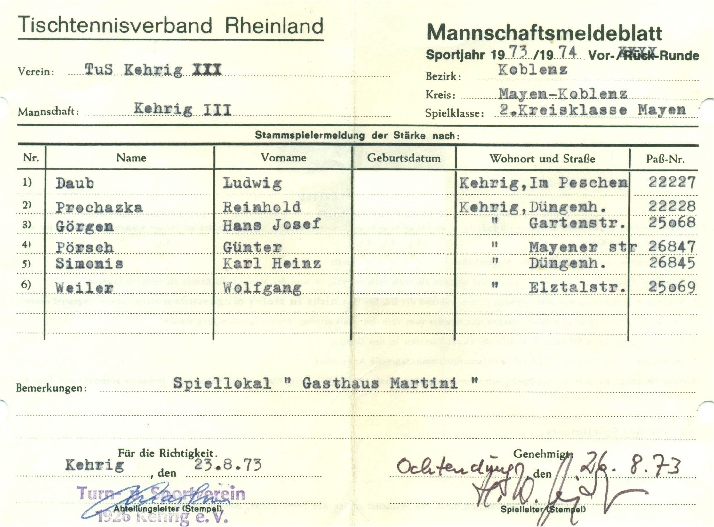 Tischtennisverband Rheinland
Mannschaftsmeldeblatt
Sportjahr 1973/1974 Vor-/Rück-Runde
Verein: TuS Kehrig III
Bezirk: Koblenz
Kreis: Mayen-Koblenz
Mannschaft: Kehrig III
Spielklasse: 2.Kreisklasse Mayen
Stammspielermeldung der Stärke nach:
Nr. Name Vorname Geburtsdatum Wohnort und Straße Paß-Nr.
1) Daub Ludwig Kehrig,Im Peschen 22227
2) Prochazka Reinhold Kehrig,Düngenh. 22228
3) Görgen Hans Josef " Gartenstr. 25o68
4) Pörsch Günter " Mayener str 26847
5) Simonis Karl Heinz " Düngenh. 26845
6) Weiler Wolfgang " Elztalstr. 25o69
Bemerkungen: Spiellokal " Gasthaus Martini "
Für die Richtigkeit.
Genehmigt
Kehrig, den 23.8.73
Ochtendung, den 26.8.73
Turn- u. Sportverein
1926 Kehrig e.V.
Abteilungsleiter (Stempel)
Spielleiter (Stempel)